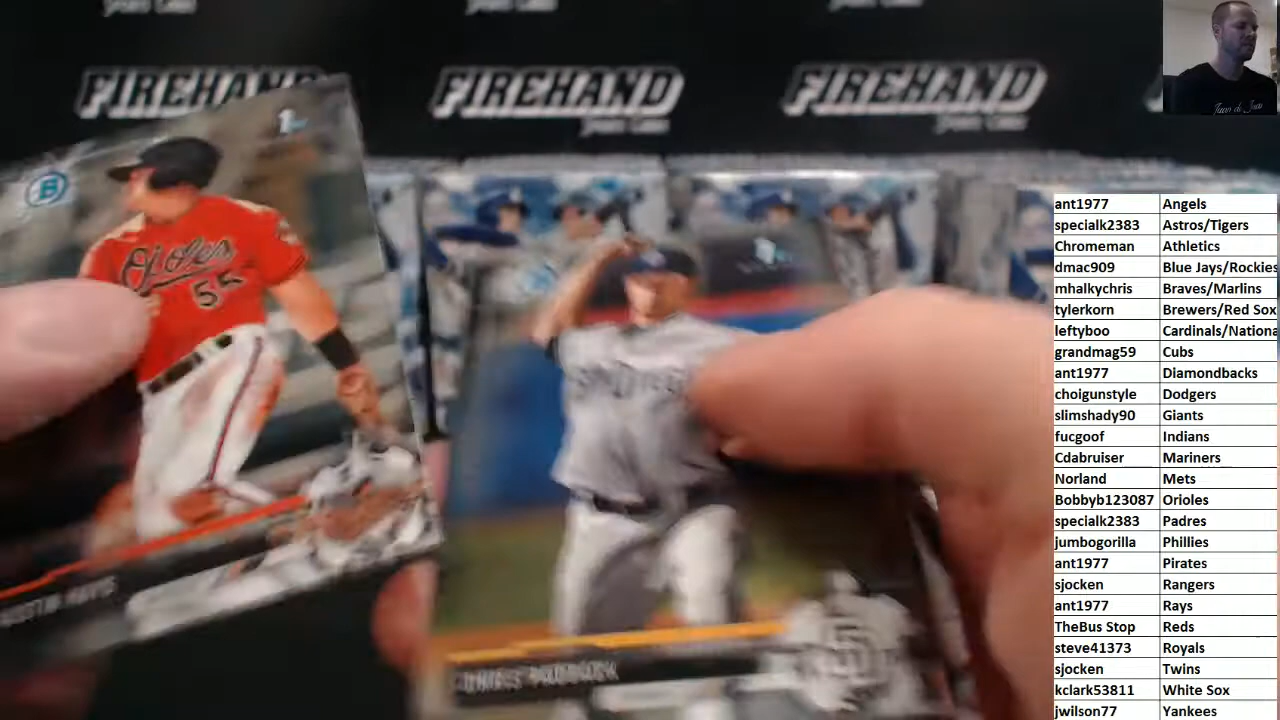 FIREHAND
FIREHAND
FIREHAND
1st
B
Orioles
55
ant1977 Angels
specialk2383 Astros/Tigers
Chromeman Athletics
dmac909 Blue Jays/Rockies
mhalkychris Braves/Marlins
tylerkorn Brewers/Red Sox
leftyboo Cardinals/Nationa
grandmag59 Cubs
ant1977 Diamondbacks
choigunstyle Dodgers
slimshady90 Giants
fucgoof Indians
Cdabruiser Mariners
Norland Mets
Bobbyb123087 Orioles
specialk2383 Padres
jumbogorilla Phillies
ant1977 Pirates
sjocken Rangers
ant1977 Rays
TheBus Stop Reds
steve41373 Royals
sjocken Twins
kclark53811 White Sox
jwilson77 Yankees